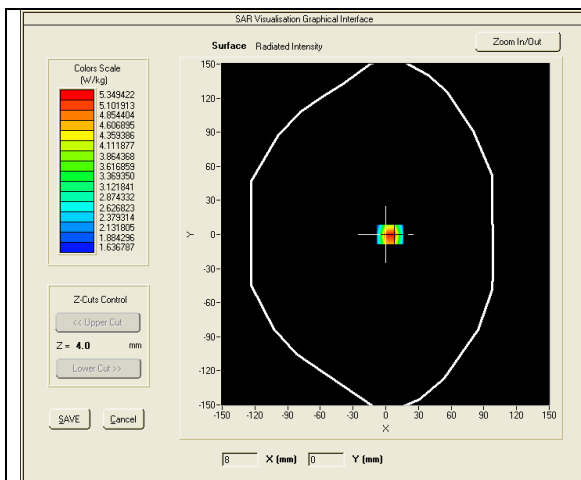 SAR Visualisation Graphical Interface
Surface Radiated Intensity
Zoom In/Out
Colors Scale
(W/kg)
5.349422
5.101913
4.854404
4.606895
4.359386
4.111877
3.864368
3.616859
3.369350
3.121841
2.874332
2.626823
2.379314
2.131805
1.884296
1.636787
Z-Cuts Control
<< Upper Cut
Z = 4.0 mm
Lower Cut >>
SAVE Cancel
150
120
90
60
30
0
-30
-60
-90
-120
-150
Y
-150 -120 -90 -60 -30 0 30 60 90 120 150
X
8 X (mm) 0 Y (mm)